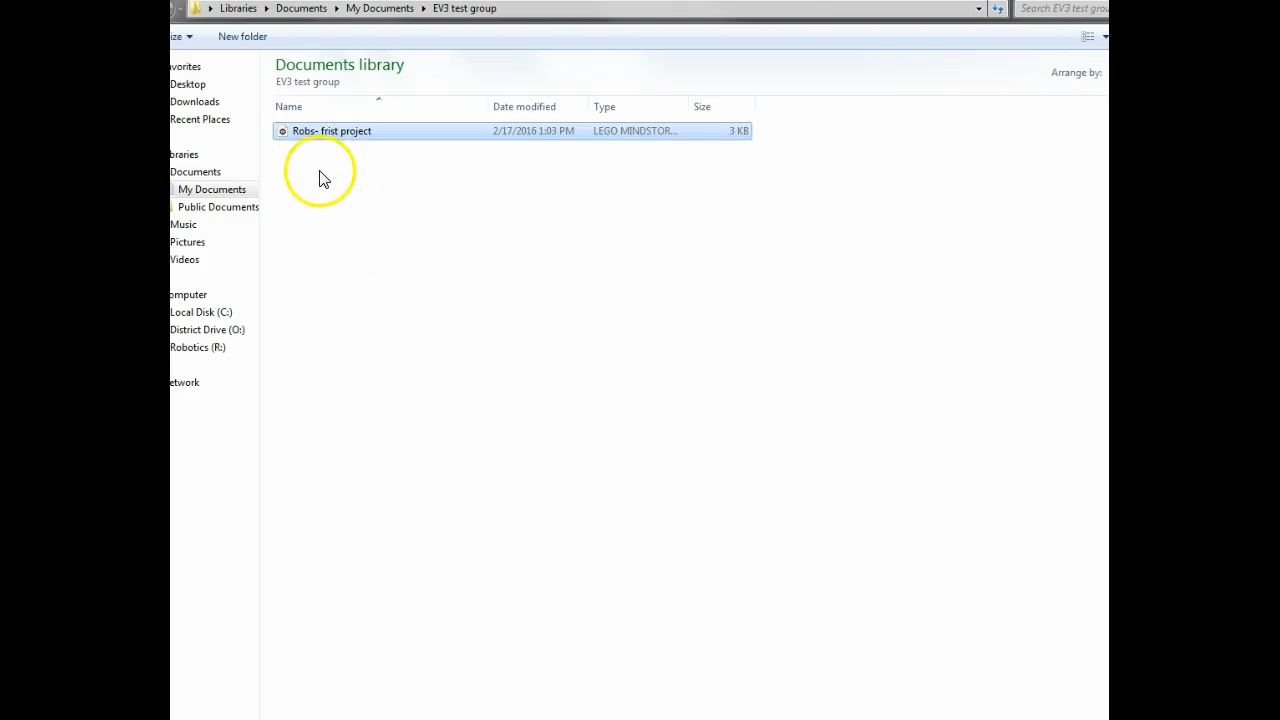 Libraries Documents My Documents EV3 test group Search EV3 test group
ize New folder
Documents library
EV3 test group
Arrange by:
Name Date modified Type Size
Robs- frist project 2/17/2016 1:03 PM LEGO MINDSTOR... 3 KB
avorites
Desktop
Downloads
Recent Places
braries
Documents
My Documents
Public Documents
Music
Pictures
Videos
omputer
Local Disk (C:)
District Drive (O:)
Robotics (R:)
etwork